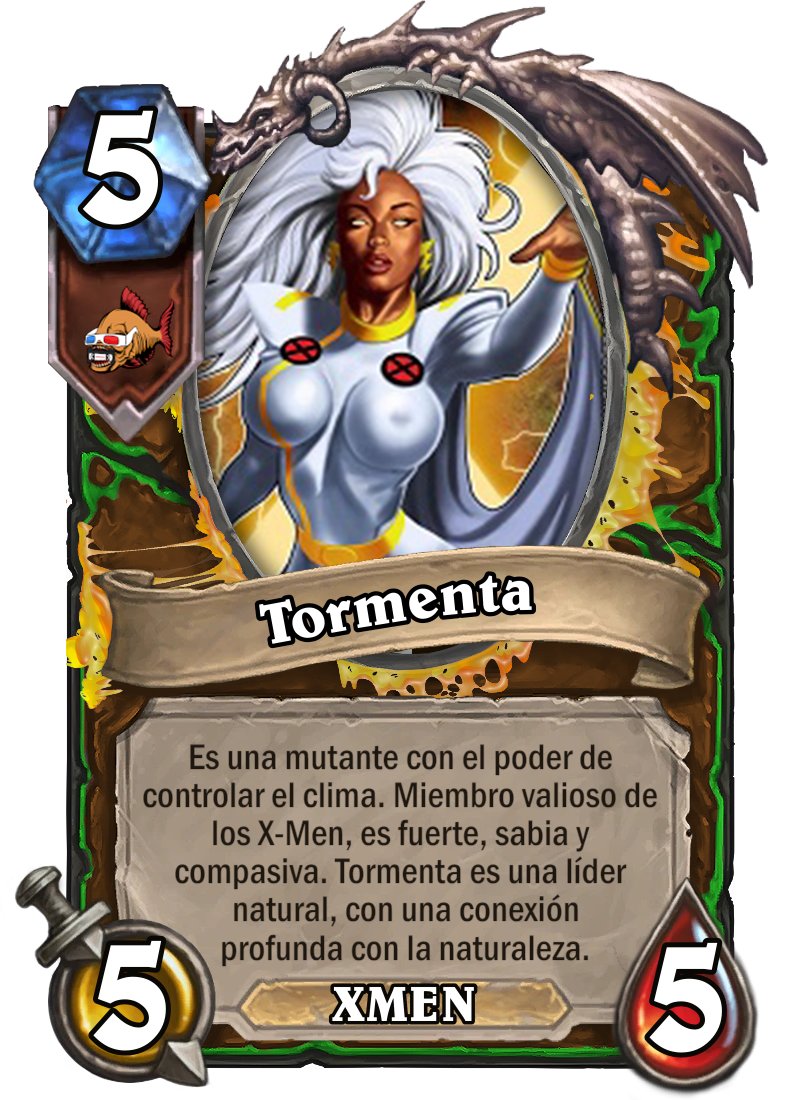 5
Tormenta
Es una mutante con el poder de
controlar el clima. Miembro valioso de
los X-Men, es fuerte, sabia y
compasiva. Tormenta es una líder
natural, con una conexión
profunda con la naturaleza.
5
XMEN
5